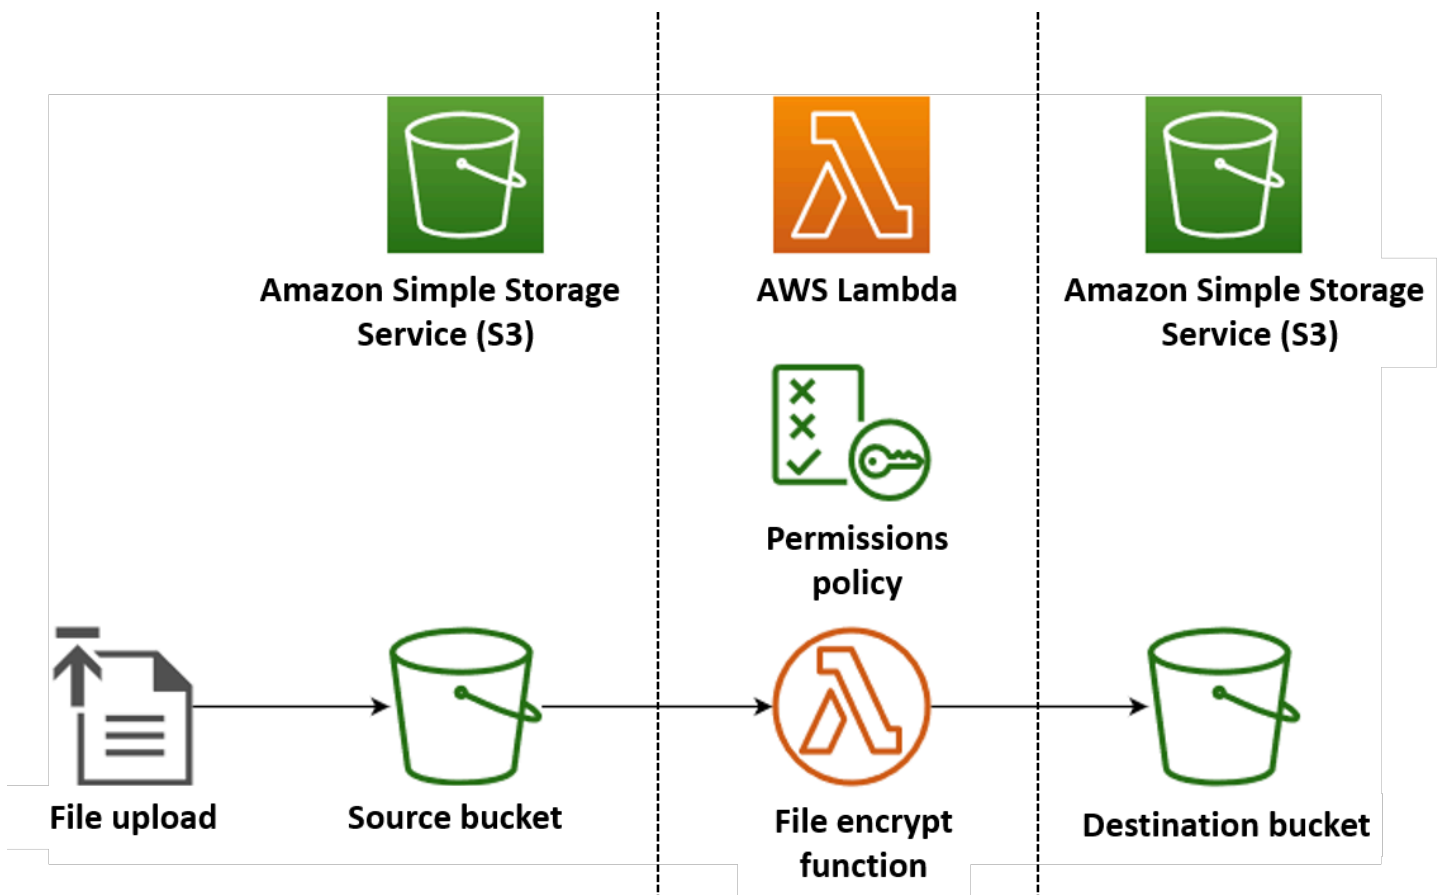 Amazon Simple Storage
Service (S3)
AWS Lambda
Amazon Simple Storage
Service (S3)
Permissions
policy
File upload
Source bucket
File encrypt
function
Destination bucket